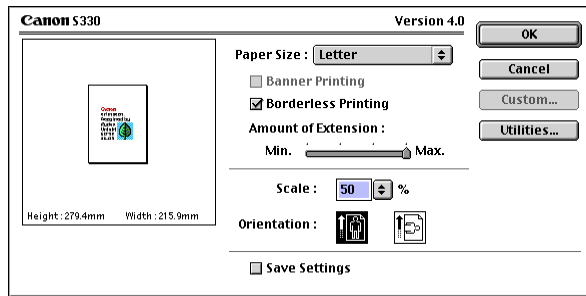 Canon S330
Version 4.0
Paper Size : Letter
Banner Printing
Borderless Printing
Amount of Extension :
Min. Max.
Scale : 50 %
Orientation :
Save Settings
Height : 279.4mm Width : 215.9mm
OK
Cancel
Custom...
Utilities...
Canon